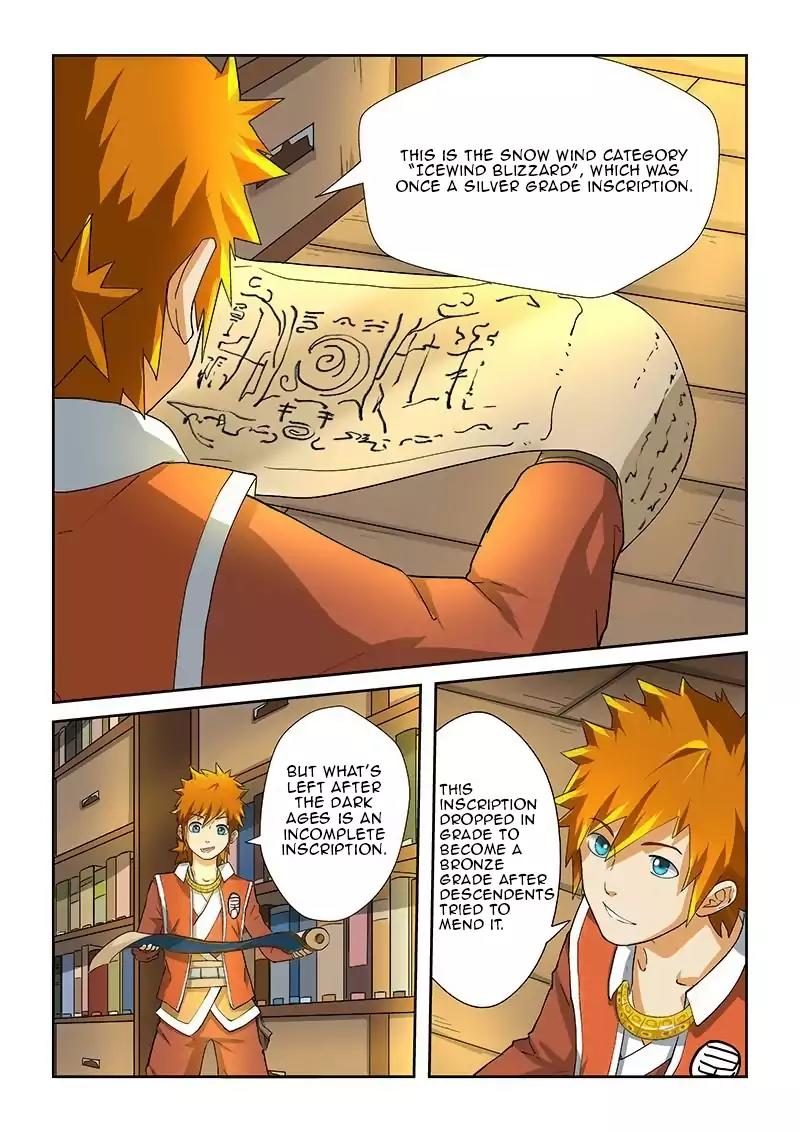 THIS IS THE SNOW WIND CATEGORY
"ICEWIND BLIZZARD", WHICH WAS
ONCE A SILVER GRADE INSCRIPTION.
BUT WHAT'S
LEFT AFTER
THE DARK
AGES IS AN
INCOMPLETE
INSCRIPTION.
THIS
INSCRIPTION
DROPPED IN
GRADE TO
BECOME A
BRONZE
GRADE AFTER
DESCENDENTS
TRIED TO
MEND IT.